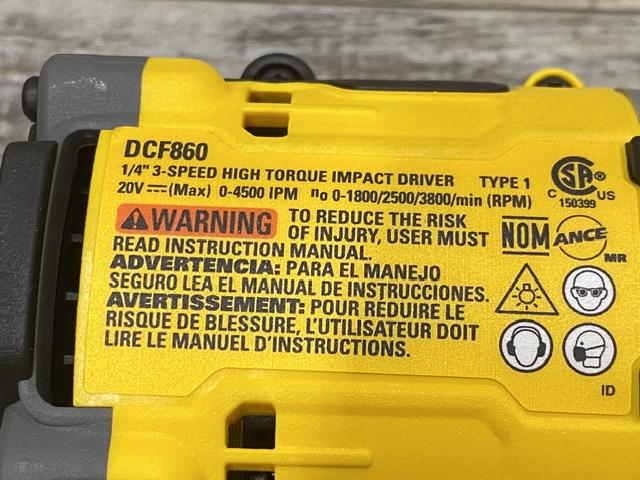 DCF860
1/4" 3-SPEED HIGH TORQUE IMPACT DRIVER TYPE 1
20V ⎓ (Max) 0-4500 IPM n₀ 0-1800/2500/3800/min (RPM)
CSA ®
C US
150399
⚠WARNING TO REDUCE THE RISK
OF INJURY, USER MUST
READ INSTRUCTION MANUAL.
ADVERTENCIA: PARA EL MANEJO
SEGURO LEA EL MANUAL DE INSTRUCCIONES.
AVERTISSEMENT: POUR REDUIRE LE
RISQUE DE BLESSURE, L'UTILISATEUR DOIT
LIRE LE MANUEL D'INSTRUCTIONS.
NOM ANCE
MR
ID